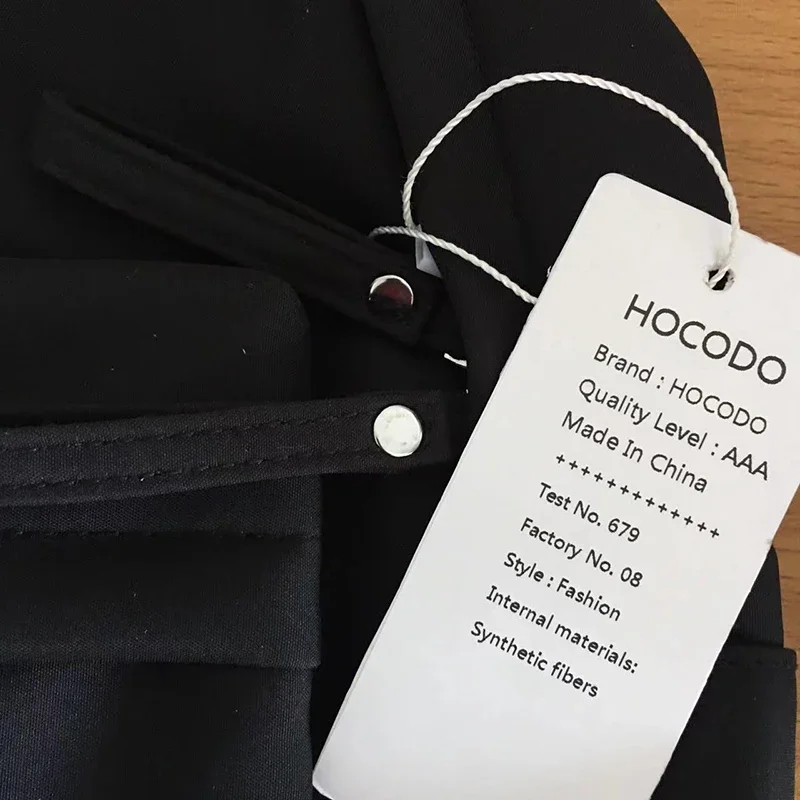 HOCODO
Brand : HOCODO
Quality Level : AAA
Made In China
+++++++++++++
Test No. 679
Factory No. 08
Style : Fashion
Internal materials:
Synthetic fibers